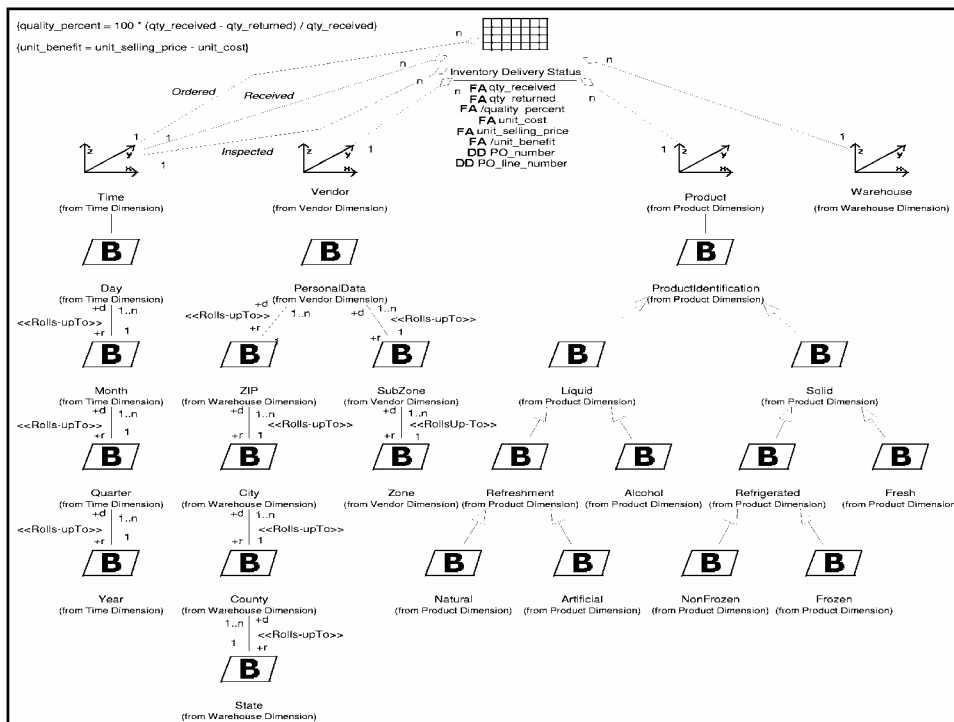 {quality_percent = 100 * (qty_received - qty_returned) / qty_received}
{unit_benefit = unit_selling_price - unit_cost}
n
n n n
Inventory Delivery Status
Ordered Received n n
FA qty_received
FA qty_returned
FA /quality_percent
FA unit_cost
FA unit_selling_price
FA /unit_benefit
DD PO_number
DD PO_line_number
1 1 1 Inspected 1 1 1
z y x z y x z y x z y x
Time Vendor Product Warehouse
(from Time Dimension) (from Vendor Dimension) (from Product Dimension) (from Warehouse Dimension)
B B B
Day PersonalData ProductIdentification
(from Time Dimension) (from Vendor Dimension) (from Product Dimension)
+d 1..n +d 1..n +d 1..n
<<Rolls-upTo>> <<Rolls-upTo>> <<Rolls-upTo>>
+r 1 +r 1 +r 1
B B B B B
Month ZIP SubZone Liquid Solid
(from Time Dimension) (from Warehouse Dimension) (from Vendor Dimension) (from Product Dimension) (from Product Dimension)
+d 1..n +d 1..n +d 1..n
<<Rolls-upTo>> <<Rolls-upTo>> <<RollsUp-To>>
+r 1 +r 1 +r 1
B B B B B B B
Quarter City Zone Refreshment Alcohol Refrigerated Fresh
(from Time Dimension) (from Warehouse Dimension) (from Vendor Dimension) (from Product Dimension) (from Product Dimension) (from Product Dimension) (from Product Dimension)
+d 1..n +d 1..n
<<Rolls-upTo>> <<Rolls-upTo>>
+r 1 +r 1
B B B B B B
Year County Natural Artificial NonFrozen Frozen
(from Time Dimension) (from Warehouse Dimension) (from Product Dimension) (from Product Dimension) (from Product Dimension) (from Product Dimension)
1..n +d
<<Rolls-upTo>>
1 +r
B
State
(from Warehouse Dimension)